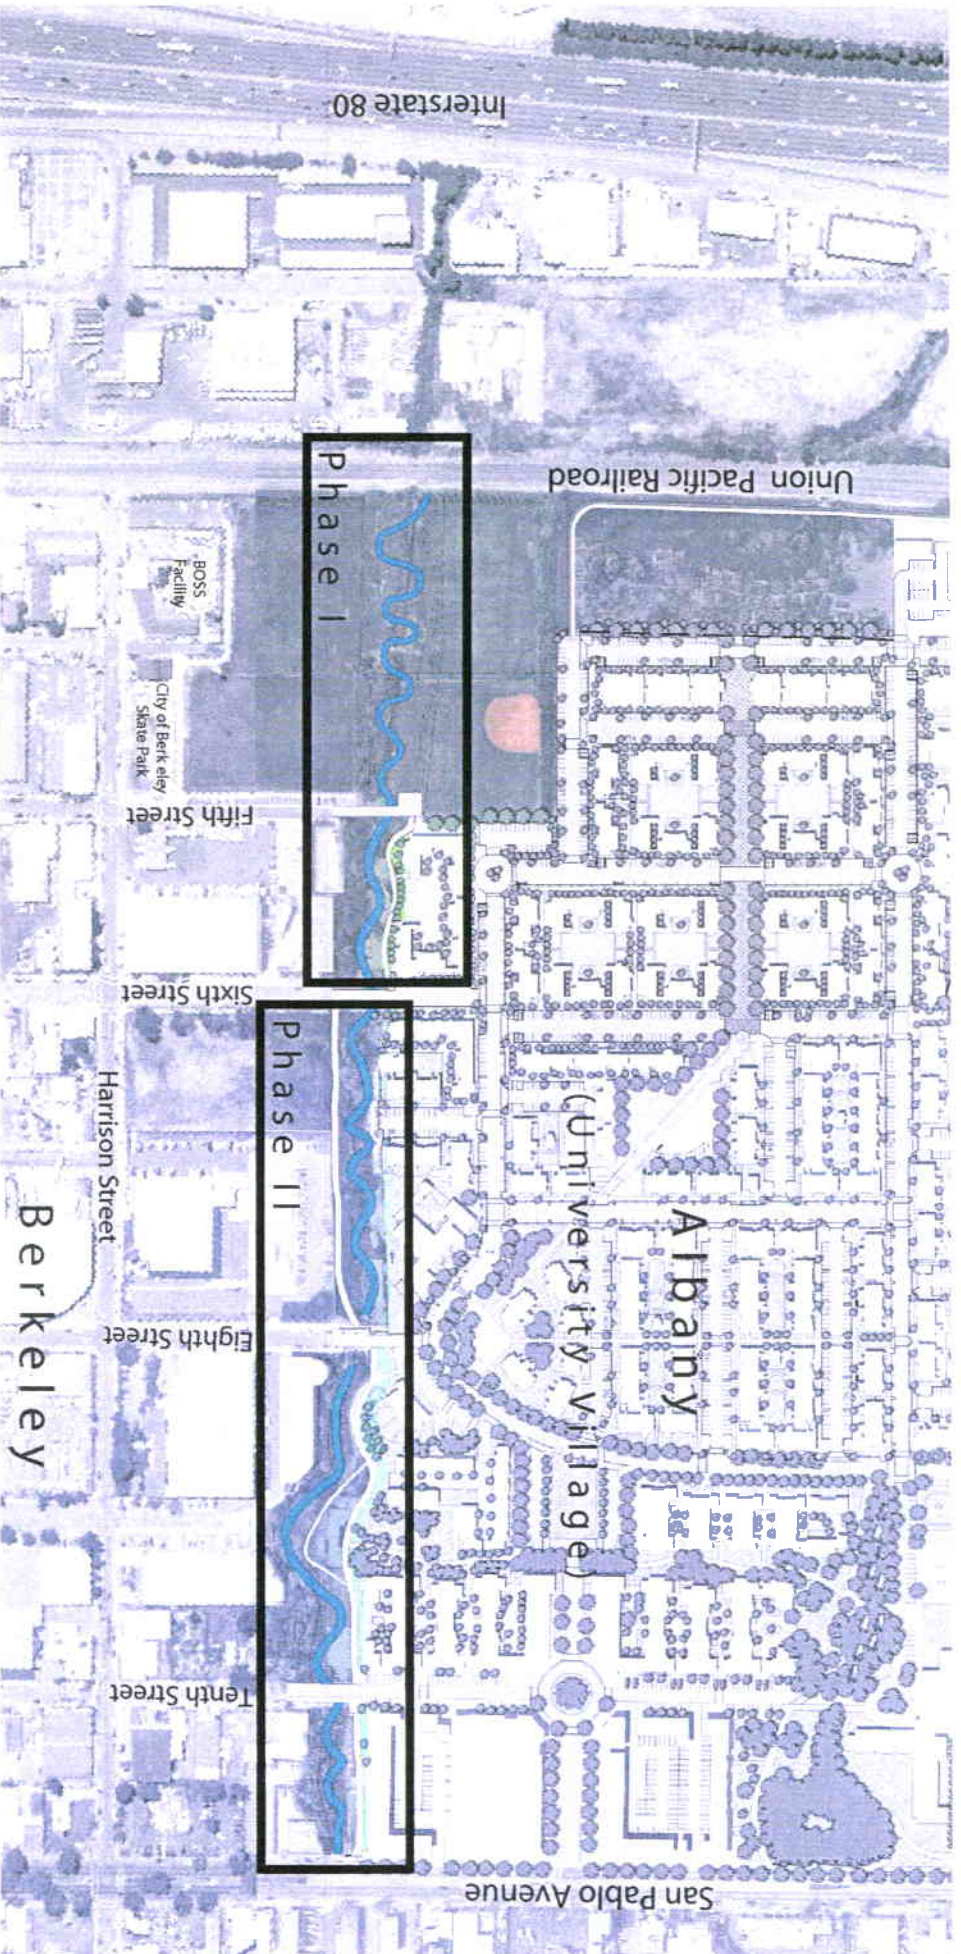 Interstate 80
Union Pacific Railroad
Phase I
BOSS
Facility
City of Berkeley
Skate Park
Fifth Street
Sixth Street
Phase II
Harrison Street
Berkeley
Albany
(University Village)
Eighth Street
Tenth Street
San Pablo Avenue